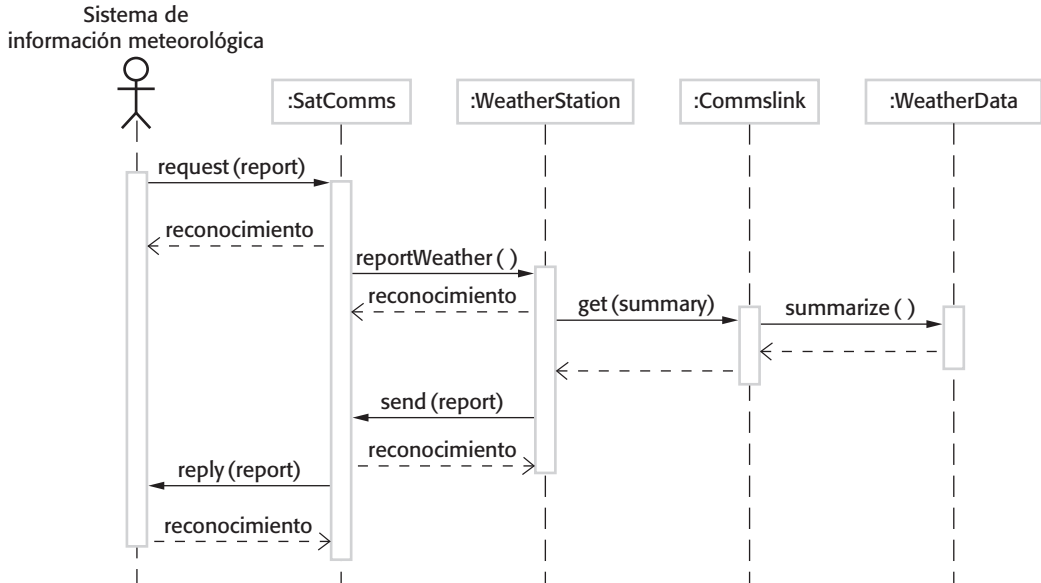 Sistema de
información meteorológica
:SatComms
:WeatherStation
:Commslink
:WeatherData
request (report)
reconocimiento
reportWeather ( )
reconocimiento
get (summary)
summarize ( )
send (report)
reconocimiento
reply (report)
reconocimiento